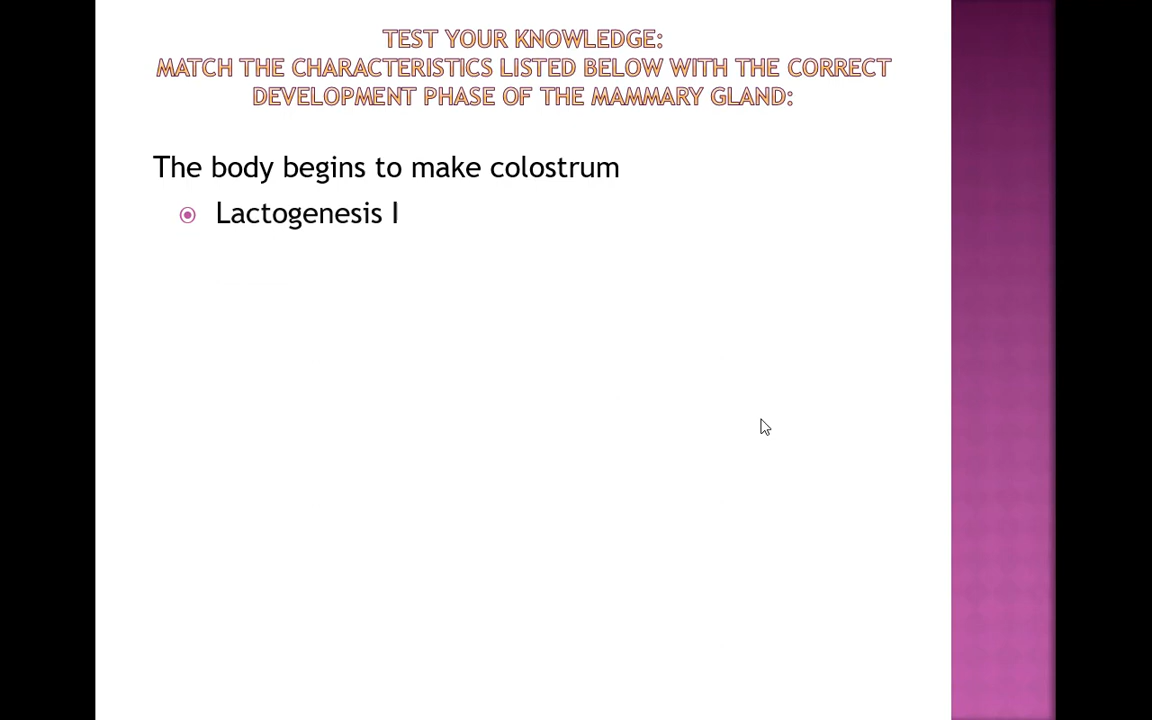 TEST YOUR KNOWLEDGE:
MATCH THE CHARACTERISTICS LISTED BELOW WITH THE CORRECT
DEVELOPMENT PHASE OF THE MAMMARY GLAND:
The body begins to make colostrum
Lactogenesis I